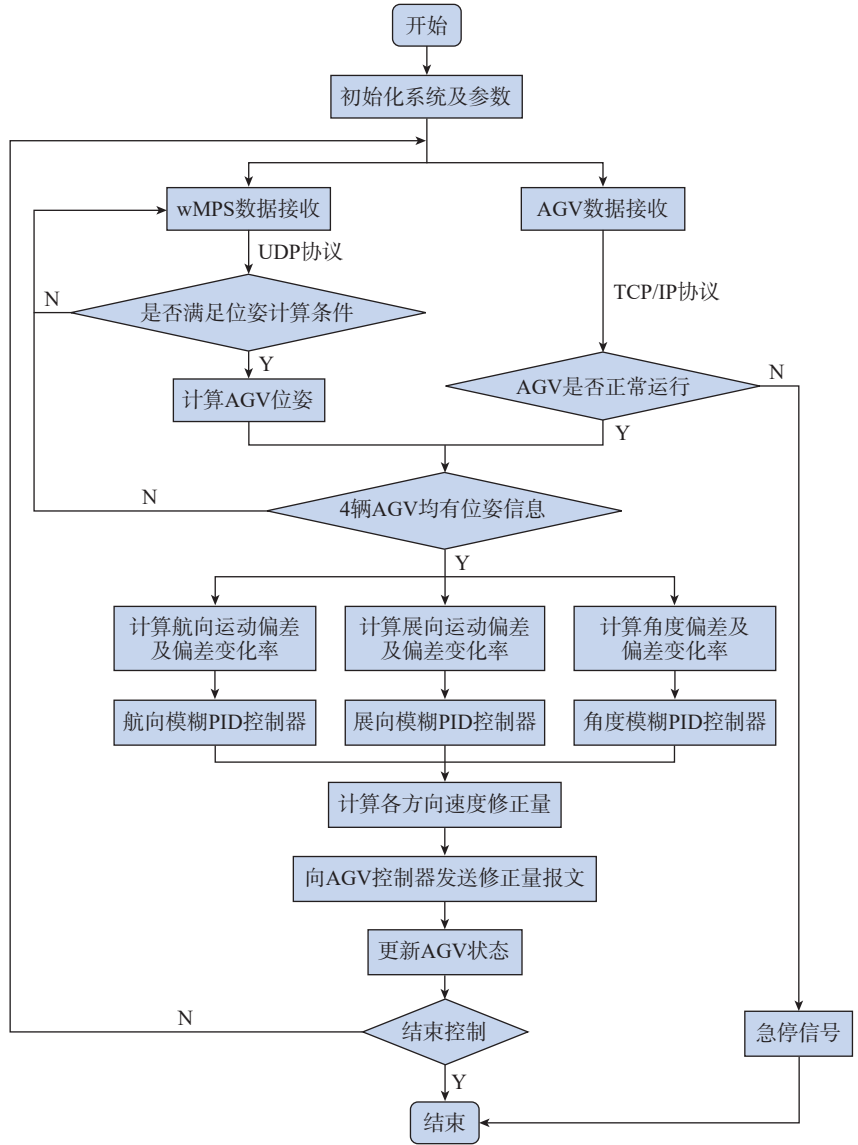 开始
初始化系统及参数
wMPS数据接收
AGV数据接收
UDP协议
TCP/IP协议
N
是否满足位姿计算条件
Y
N
AGV是否正常运行
计算AGV位姿
Y
N
4辆AGV均有位姿信息
Y
计算航向运动偏差
及偏差变化率
计算展向运动偏差
及偏差变化率
计算角度偏差及
偏差变化率
航向模糊PID控制器
展向模糊PID控制器
角度模糊PID控制器
计算各方向速度修正量
向AGV控制器发送修正量报文
更新AGV状态
N
结束控制
急停信号
Y
结束